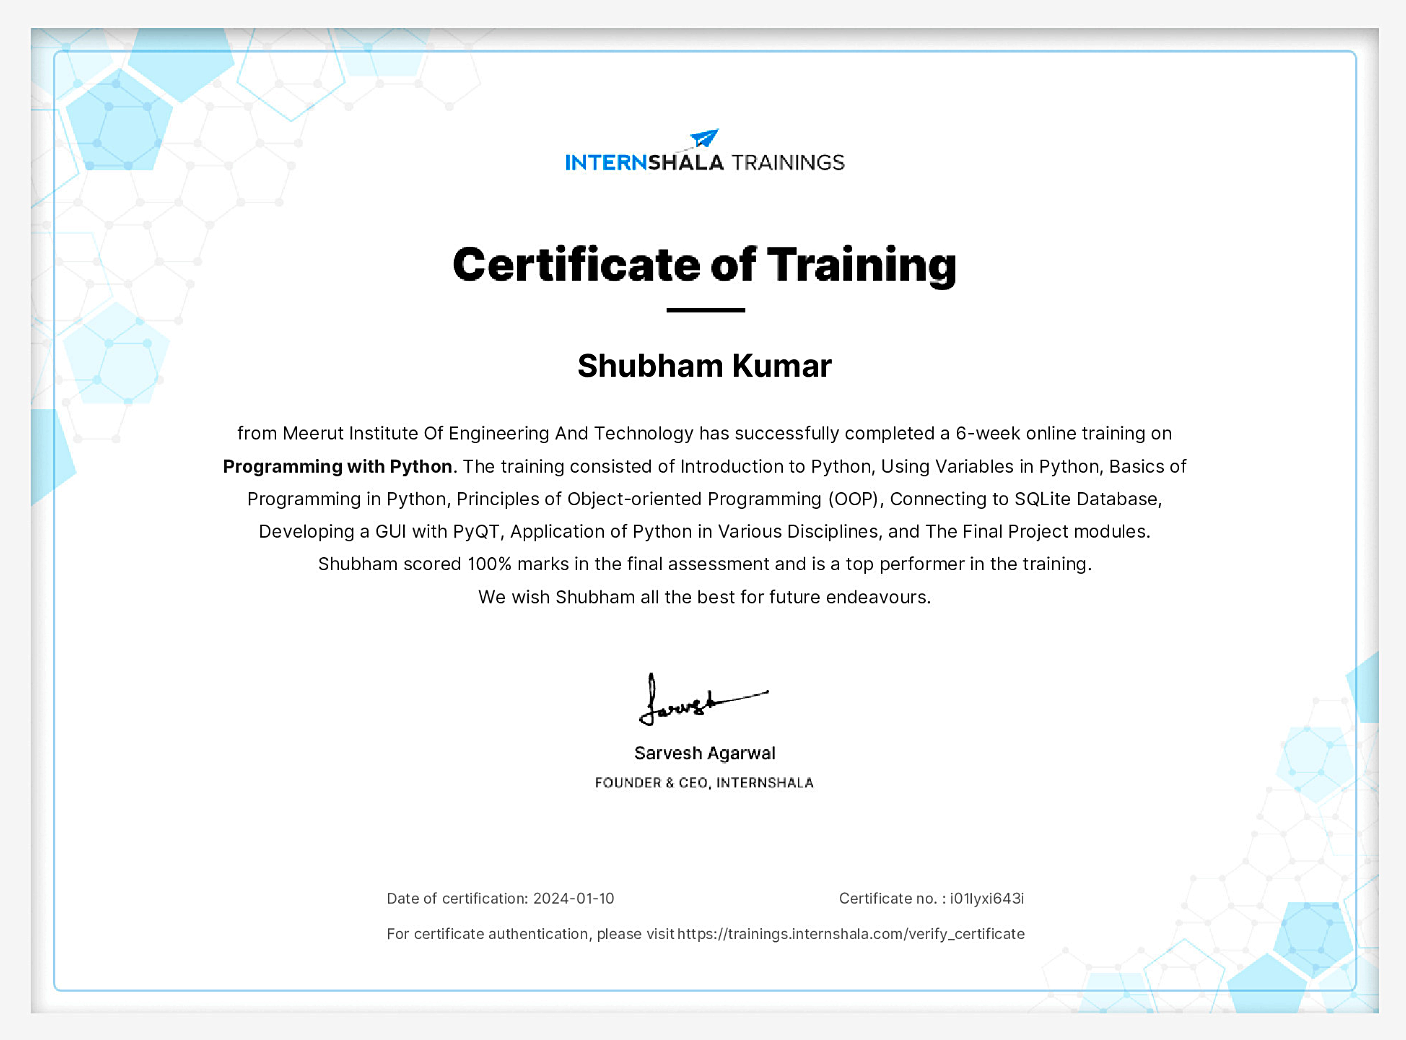 INTERNSHALA TRAININGS
Certificate of Training
Shubham Kumar
from Meerut Institute Of Engineering And Technology has successfully completed a 6-week online training on
Programming with Python. The training consisted of Introduction to Python, Using Variables in Python, Basics of
Programming in Python, Principles of Object-oriented Programming (OOP), Connecting to SQLite Database,
Developing a GUI with PyQT, Application of Python in Various Disciplines, and The Final Project modules.
Shubham scored 100% marks in the final assessment and is a top performer in the training.
We wish Shubham all the best for future endeavours.
Sarvesh
Sarvesh Agarwal
FOUNDER & CEO, INTERNSHALA
Date of certification: 2024-01-10
Certificate no. : i01lyxi643i
For certificate authentication, please visit https://trainings.internshala.com/verify_certificate